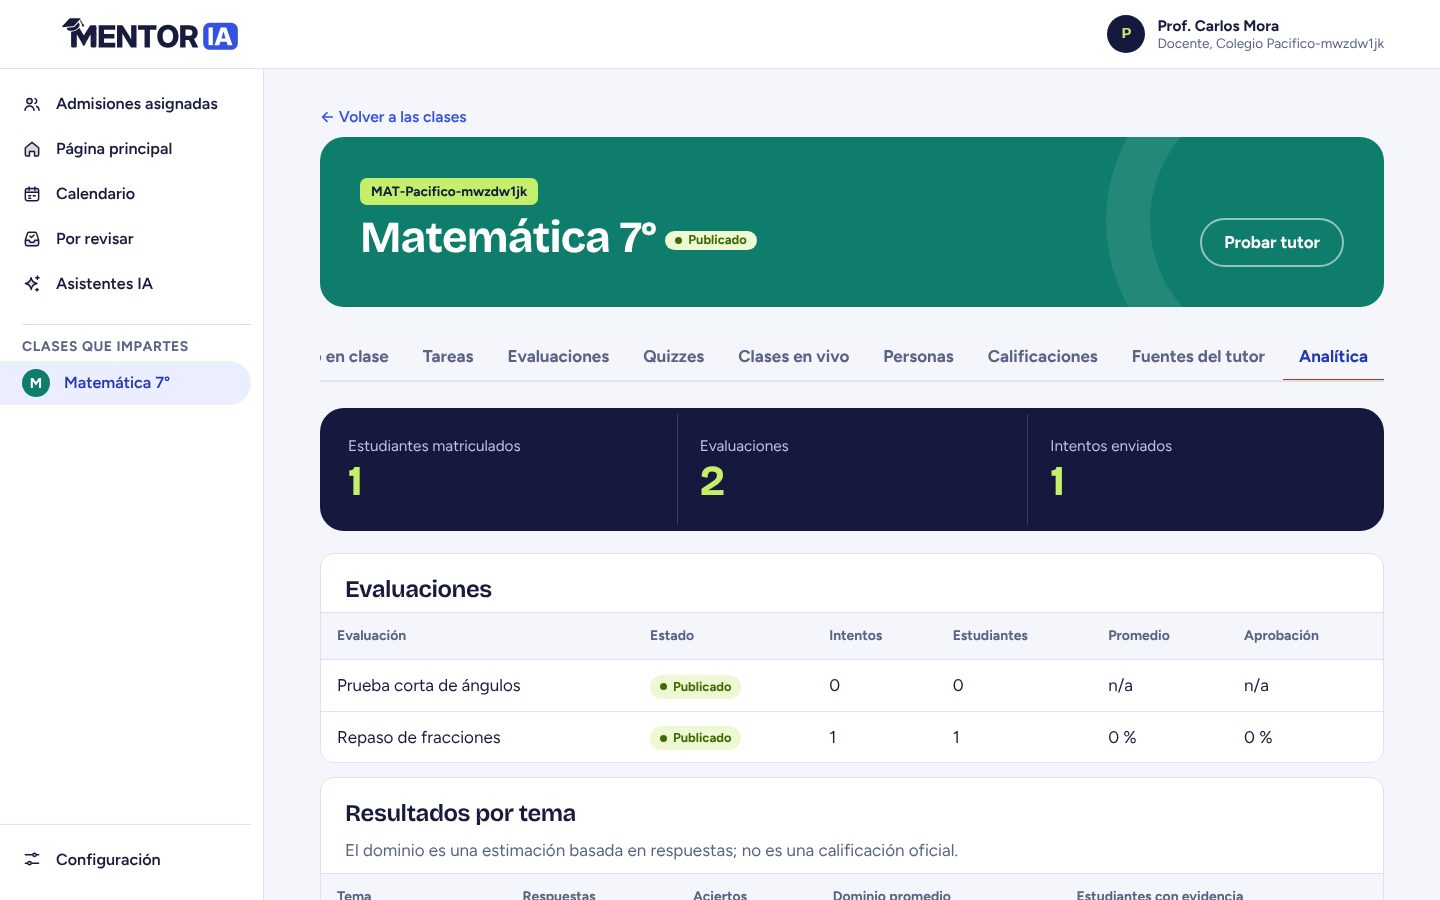 MENTOR IA
P
Prof. Carlos Mora
Docente, Colegio Pacifico-mwzdw1jk
Admisiones asignadas
Página principal
Calendario
Por revisar
Asistentes IA
CLASES QUE IMPARTES
M Matemática 7°
Configuración
← Volver a las clases
MAT-Pacifico-mwzdw1jk
Matemática 7° Publicado
Probar tutor
en clase Tareas Evaluaciones Quizzes Clases en vivo Personas Calificaciones Fuentes del tutor Analítica
Estudiantes matriculados Evaluaciones Intentos enviados
1 2 1
Evaluaciones
Evaluación Estado Intentos Estudiantes Promedio Aprobación
Prueba corta de ángulos Publicado 0 0 n/a n/a
Repaso de fracciones Publicado 1 1 0 % 0 %
Resultados por tema
El dominio es una estimación basada en respuestas; no es una calificación oficial.
Tema Respuestas Aciertos Dominio promedio Estudiantes con evidencia